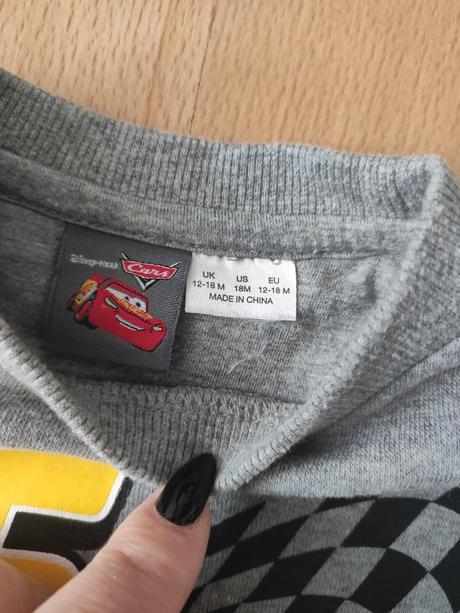 Disney·PIXAR
Cars
UK US EU
12-18 M 18M 12-18 M
MADE IN CHINA